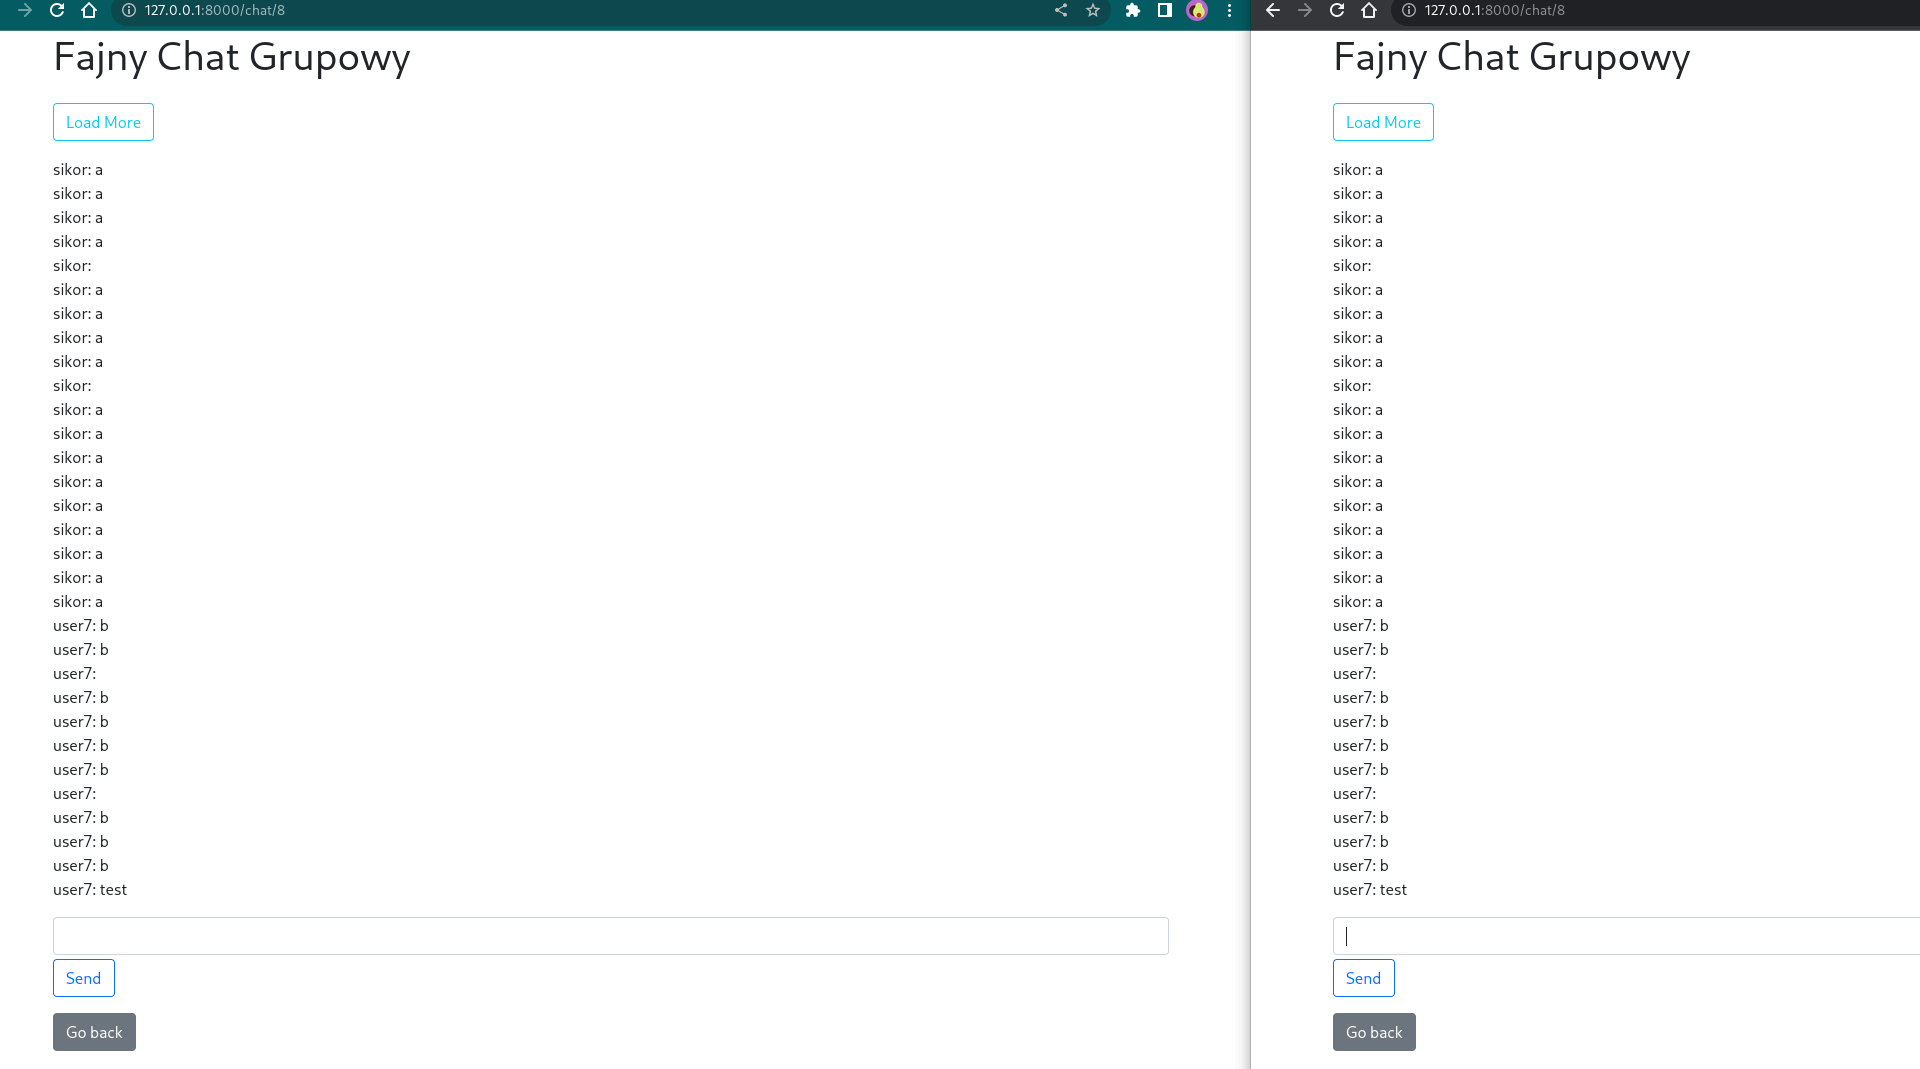 127.0.0.1:8000/chat/8
Fajny Chat Grupowy
Load More
sikor: a
sikor: a
sikor: a
sikor: a
sikor:
sikor: a
sikor: a
sikor: a
sikor: a
sikor:
sikor: a
sikor: a
sikor: a
sikor: a
sikor: a
sikor: a
sikor: a
sikor: a
sikor: a
user7: b
user7: b
user7:
user7: b
user7: b
user7: b
user7: b
user7:
user7: b
user7: b
user7: b
user7: test
Send
Go back
127.0.0.1:8000/chat/8
Fajny Chat Grupowy
Load More
sikor: a
sikor: a
sikor: a
sikor: a
sikor:
sikor: a
sikor: a
sikor: a
sikor: a
sikor:
sikor: a
sikor: a
sikor: a
sikor: a
sikor: a
sikor: a
sikor: a
sikor: a
sikor: a
user7: b
user7: b
user7:
user7: b
user7: b
user7: b
user7: b
user7:
user7: b
user7: b
user7: b
user7: test
Send
Go back